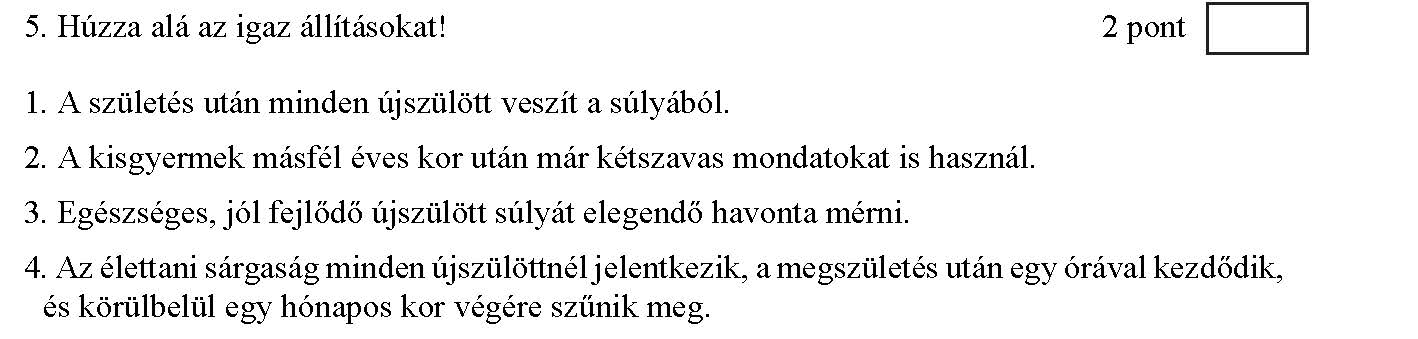 5. Húzza alá az igaz állításokat! 2 pont
1. A születés után minden újszülött veszít a súlyából.
2. A kisgyermek másfél éves kor után már kétszavas mondatokat is használ.
3. Egészséges, jól fejlődő újszülött súlyát elegendő havonta mérni.
4. Az élettani sárgaság minden újszülöttnél jelentkezik, a megszületés után egy órával kezdődik,
és körülbelül egy hónapos kor végére szűnik meg.